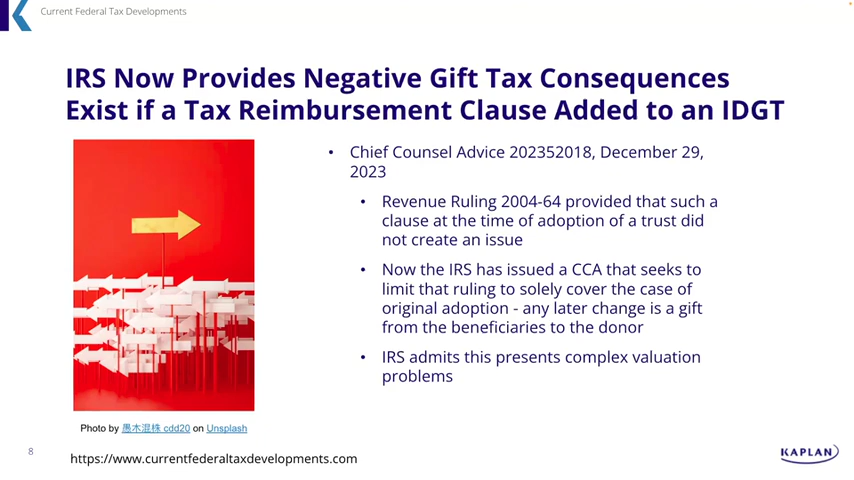 Current Federal Tax Developments
IRS Now Provides Negative Gift Tax Consequences
Exist if a Tax Reimbursement Clause Added to an IDGT
• Chief Counsel Advice 202352018, December 29,
2023
• Revenue Ruling 2004-64 provided that such a
clause at the time of adoption of a trust did
not create an issue
• Now the IRS has issued a CCA that seeks to
limit that ruling to solely cover the case of
original adoption - any later change is a gift
from the beneficiaries to the donor
• IRS admits this presents complex valuation
problems
Photo by 愚木混株 cdd20 on Unsplash
8
https://www.currentfederaltaxdevelopments.com
KAPLAN